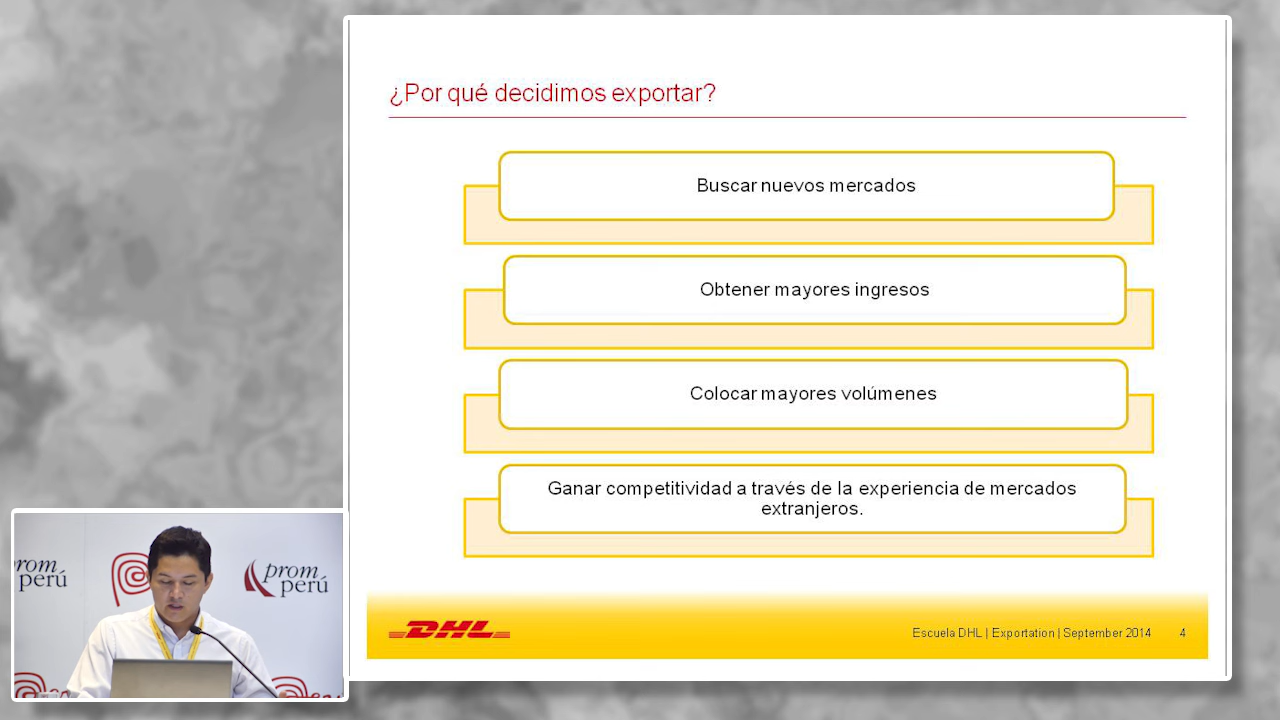 ¿Por qué decidimos exportar?
Buscar nuevos mercados
Obtener mayores ingresos
Colocar mayores volúmenes
Ganar competitividad a través de la experiencia de mercados
extranjeros.
DHL
Escuela DHL | Exportation | September 2014 4
rom
perú
prom
perú